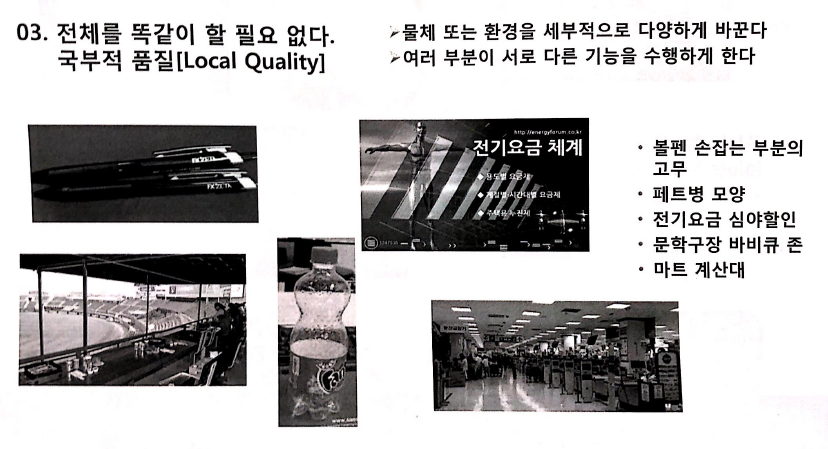 03. 전체를 똑같이 할 필요 없다.
국부적 품질[Local Quality]
➢물체 또는 환경을 세부적으로 다양하게 바꾼다
➢여러 부분이 서로 다른 기능을 수행하게 한다
http://energyforum.co.kr
전기요금 체계
◆ 용도별 요금제
◆ 계절별·시간대별 요금제
◆ 주택용 누진제
• 볼펜 손잡는 부분의
고무
• 페트병 모양
• 전기요금 심야할인
• 문학구장 바비큐 존
• 마트 계산대